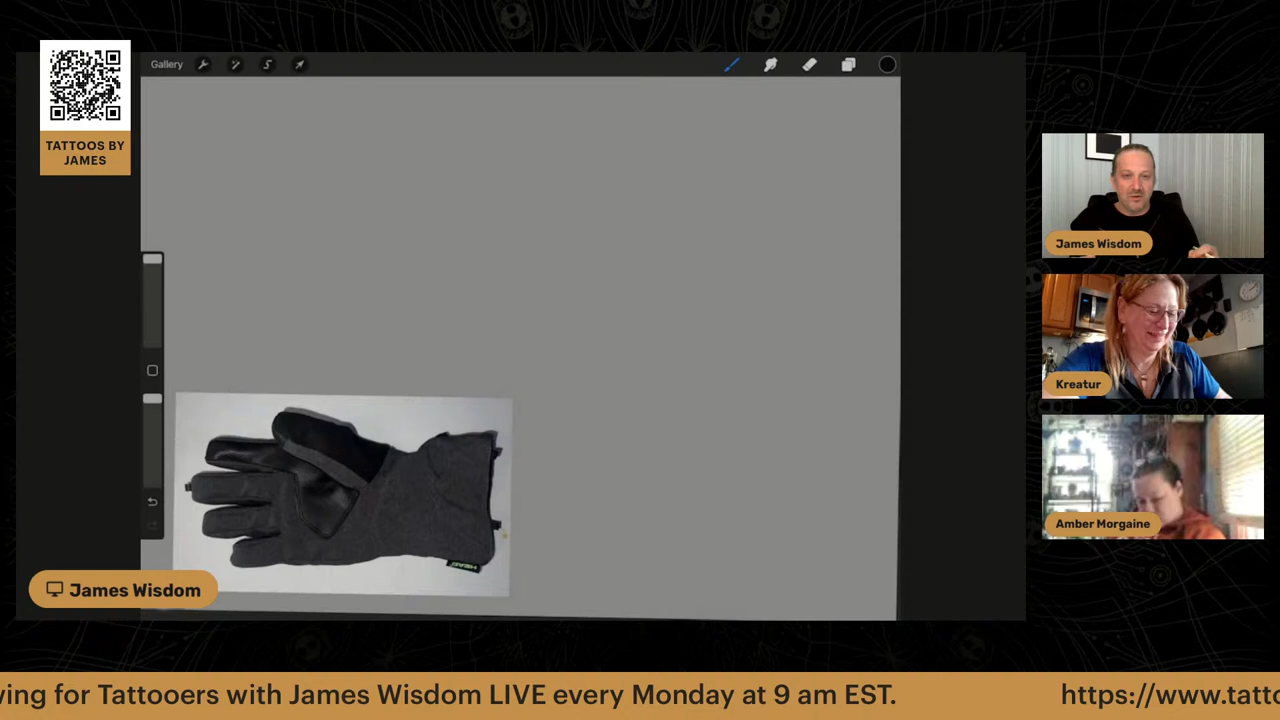 TATTOOS BY
JAMES
Gallery
James Wisdom
Kreatur
Amber Morgaine
HEAD
James Wisdom
ving for Tattooers with James Wisdom LIVE every Monday at 9 am EST.
https://www.tatto